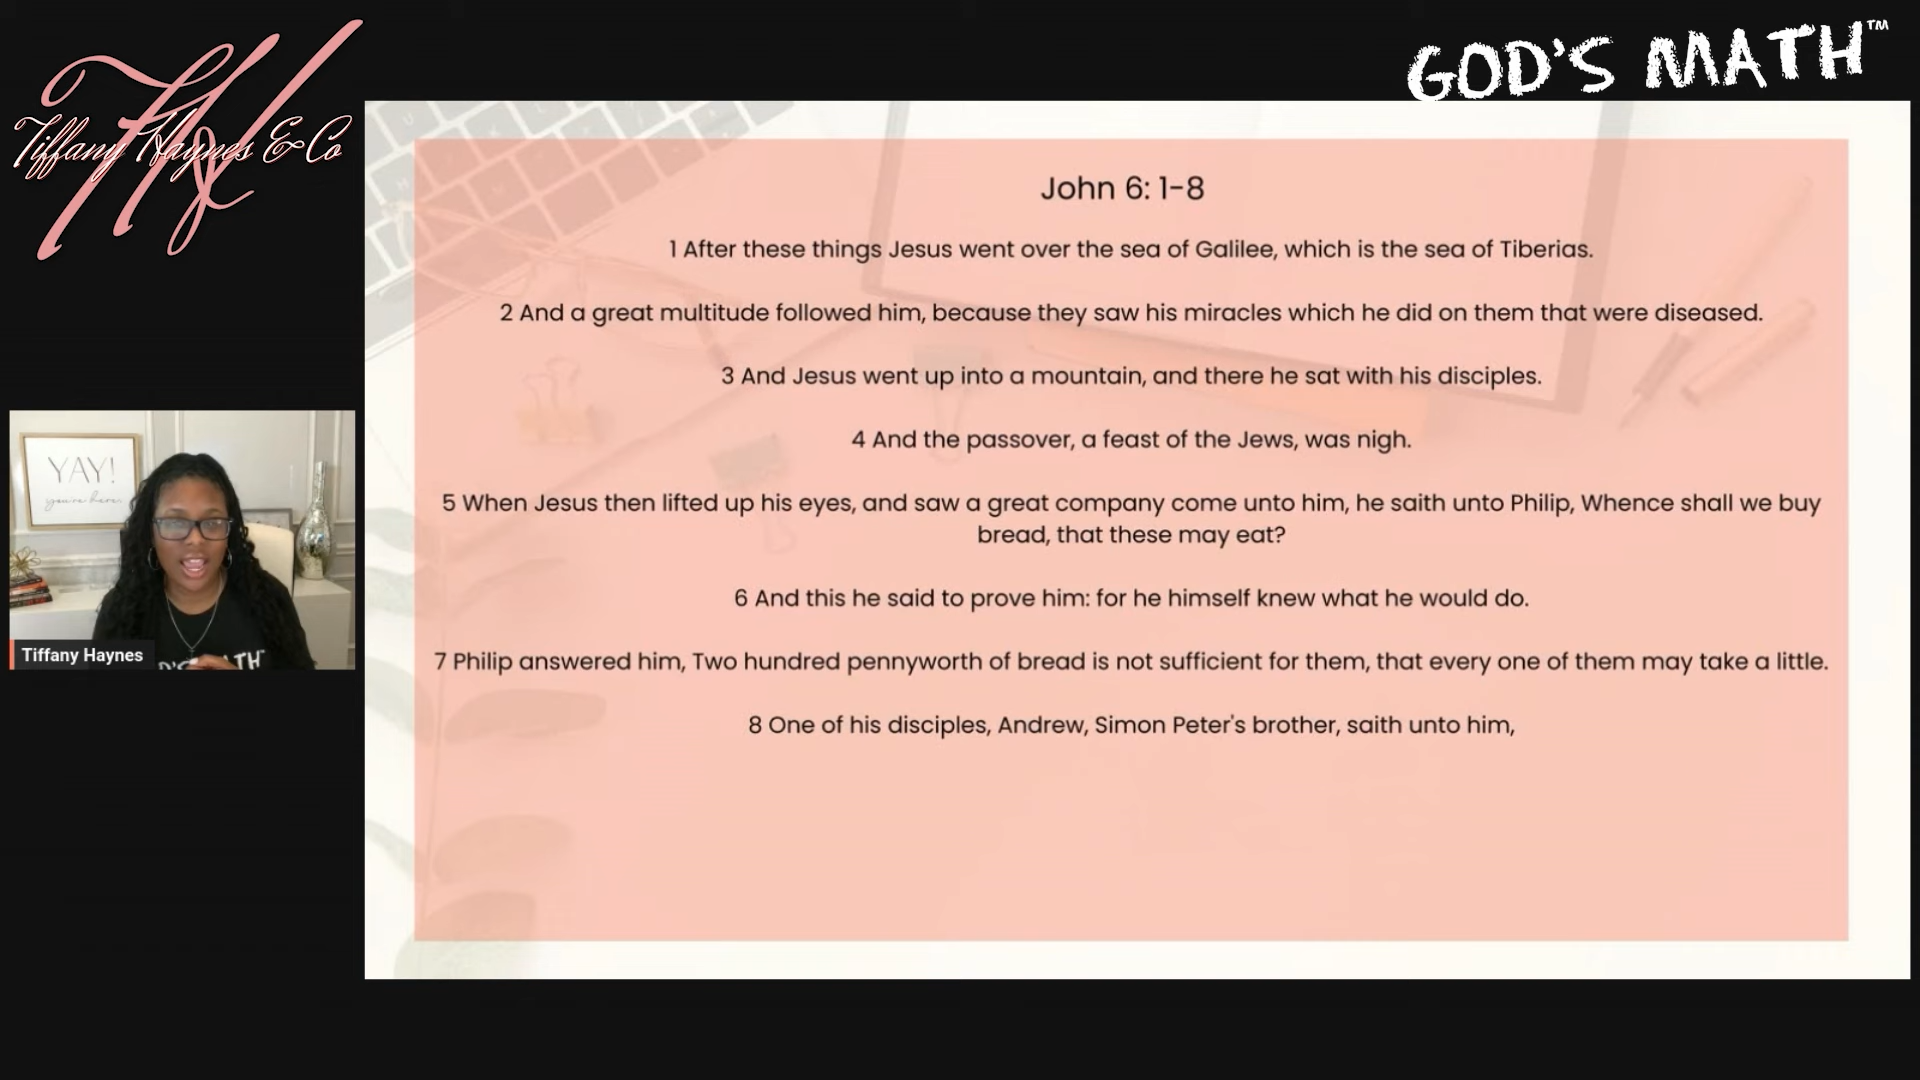 GOD'S MATH™
Tiffany Haynes & Co
John 6: 1-8
1 After these things Jesus went over the sea of Galilee, which is the sea of Tiberias.
2 And a great multitude followed him, because they saw his miracles which he did on them that were diseased.
3 And Jesus went up into a mountain, and there he sat with his disciples.
4 And the passover, a feast of the Jews, was nigh.
5 When Jesus then lifted up his eyes, and saw a great company come unto him, he saith unto Philip, Whence shall we buy
bread, that these may eat?
6 And this he said to prove him: for he himself knew what he would do.
7 Philip answered him, Two hundred pennyworth of bread is not sufficient for them, that every one of them may take a little.
8 One of his disciples, Andrew, Simon Peter's brother, saith unto him,
YAY!
you're here.
Tiffany Haynes
D'S MATH™